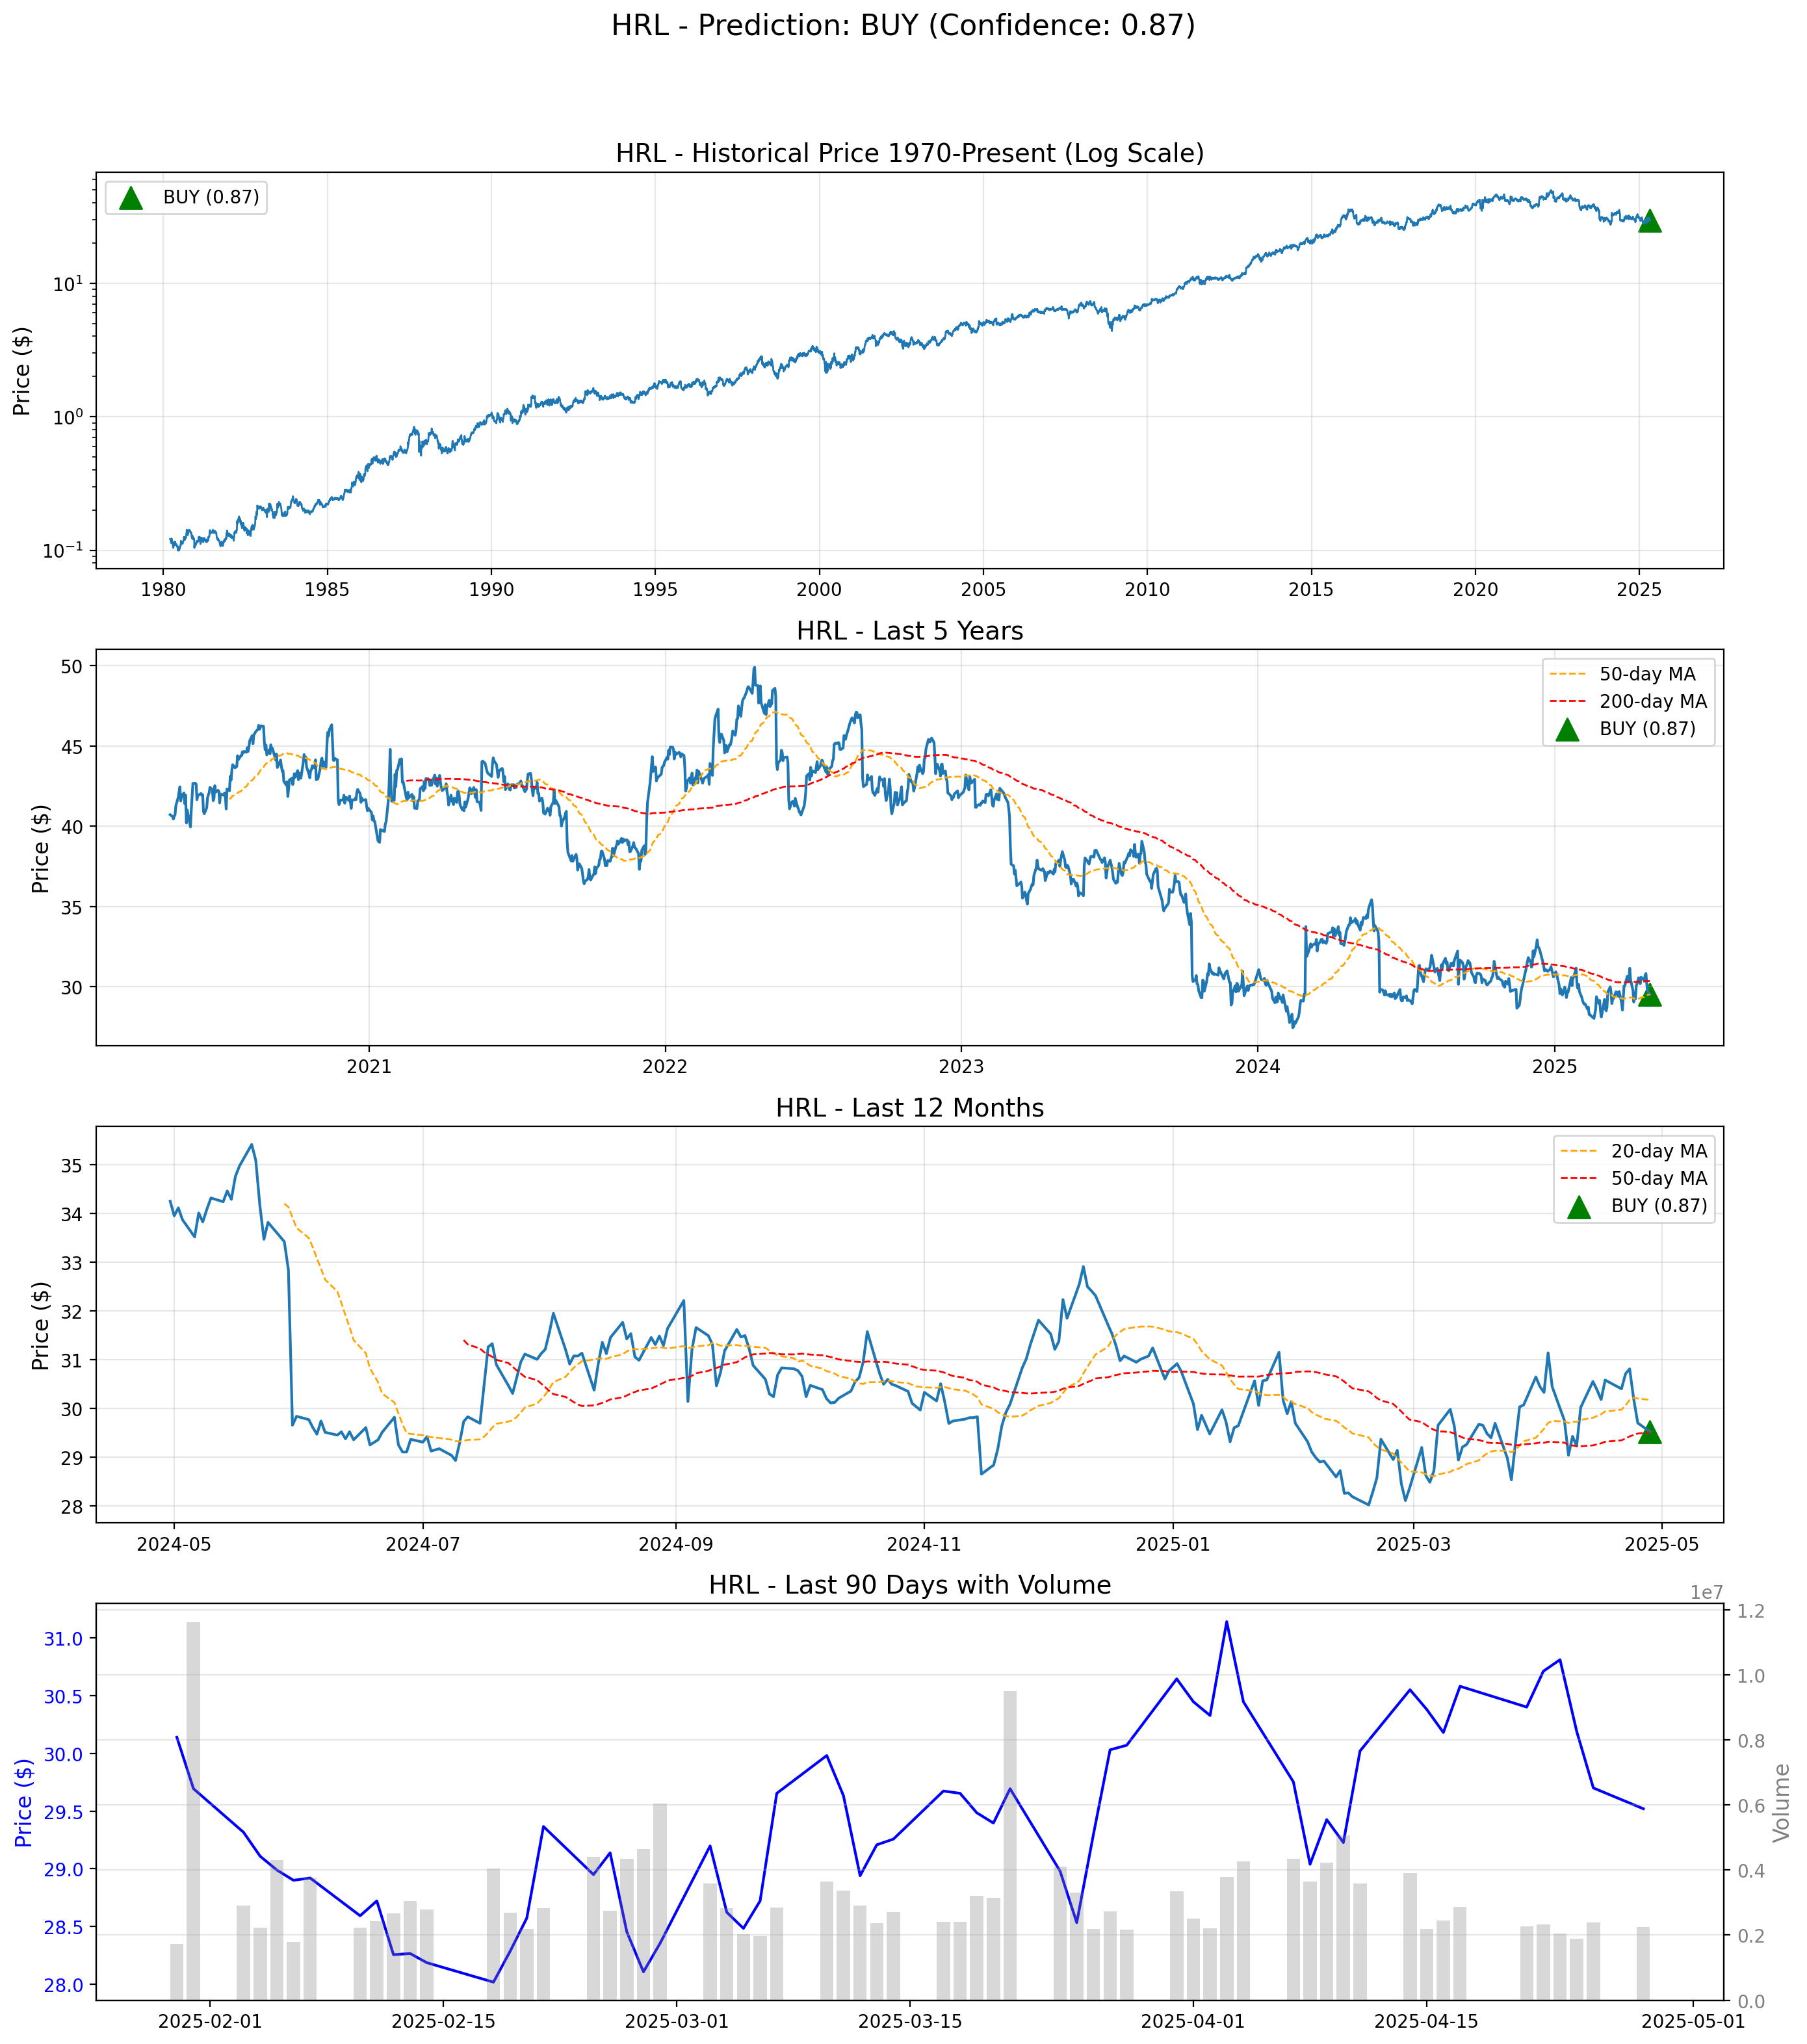 HRL - Prediction: BUY (Confidence: 0.87)
HRL - Historical Price 1970-Present (Log Scale)
BUY (0.87)
Price ($)
10¹
10⁰
10⁻¹
1980 1985 1990 1995 2000 2005 2010 2015 2020 2025
HRL - Last 5 Years
50-day MA
200-day MA
BUY (0.87)
Price ($)
50
45
40
35
30
2021 2022 2023 2024 2025
HRL - Last 12 Months
20-day MA
50-day MA
BUY (0.87)
Price ($)
35
34
33
32
31
30
29
28
2024-05 2024-07 2024-09 2024-11 2025-01 2025-03 2025-05
HRL - Last 90 Days with Volume
1e7
Price ($)
31.0
30.5
30.0
29.5
29.0
28.5
28.0
1.2
1.0
0.8
0.6
0.4
0.2
0.0
Volume
2025-02-01 2025-02-15 2025-03-01 2025-03-15 2025-04-01 2025-04-15 2025-05-01